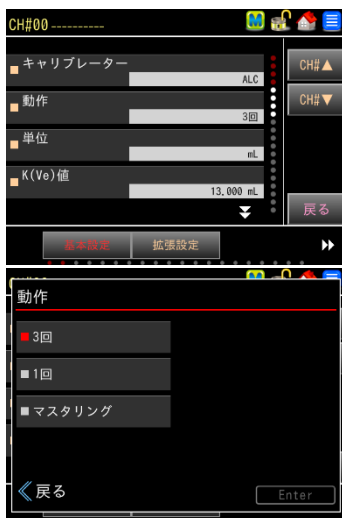 CH#00 ----------
M
キャリブレーター
ALC
CH#▲
動作
3回
CH#▼
単位
mL
K(Ve)値
13.000 mL
戻る
基本設定
拡張設定
動作
3回
1回
マスタリング
戻る
Enter